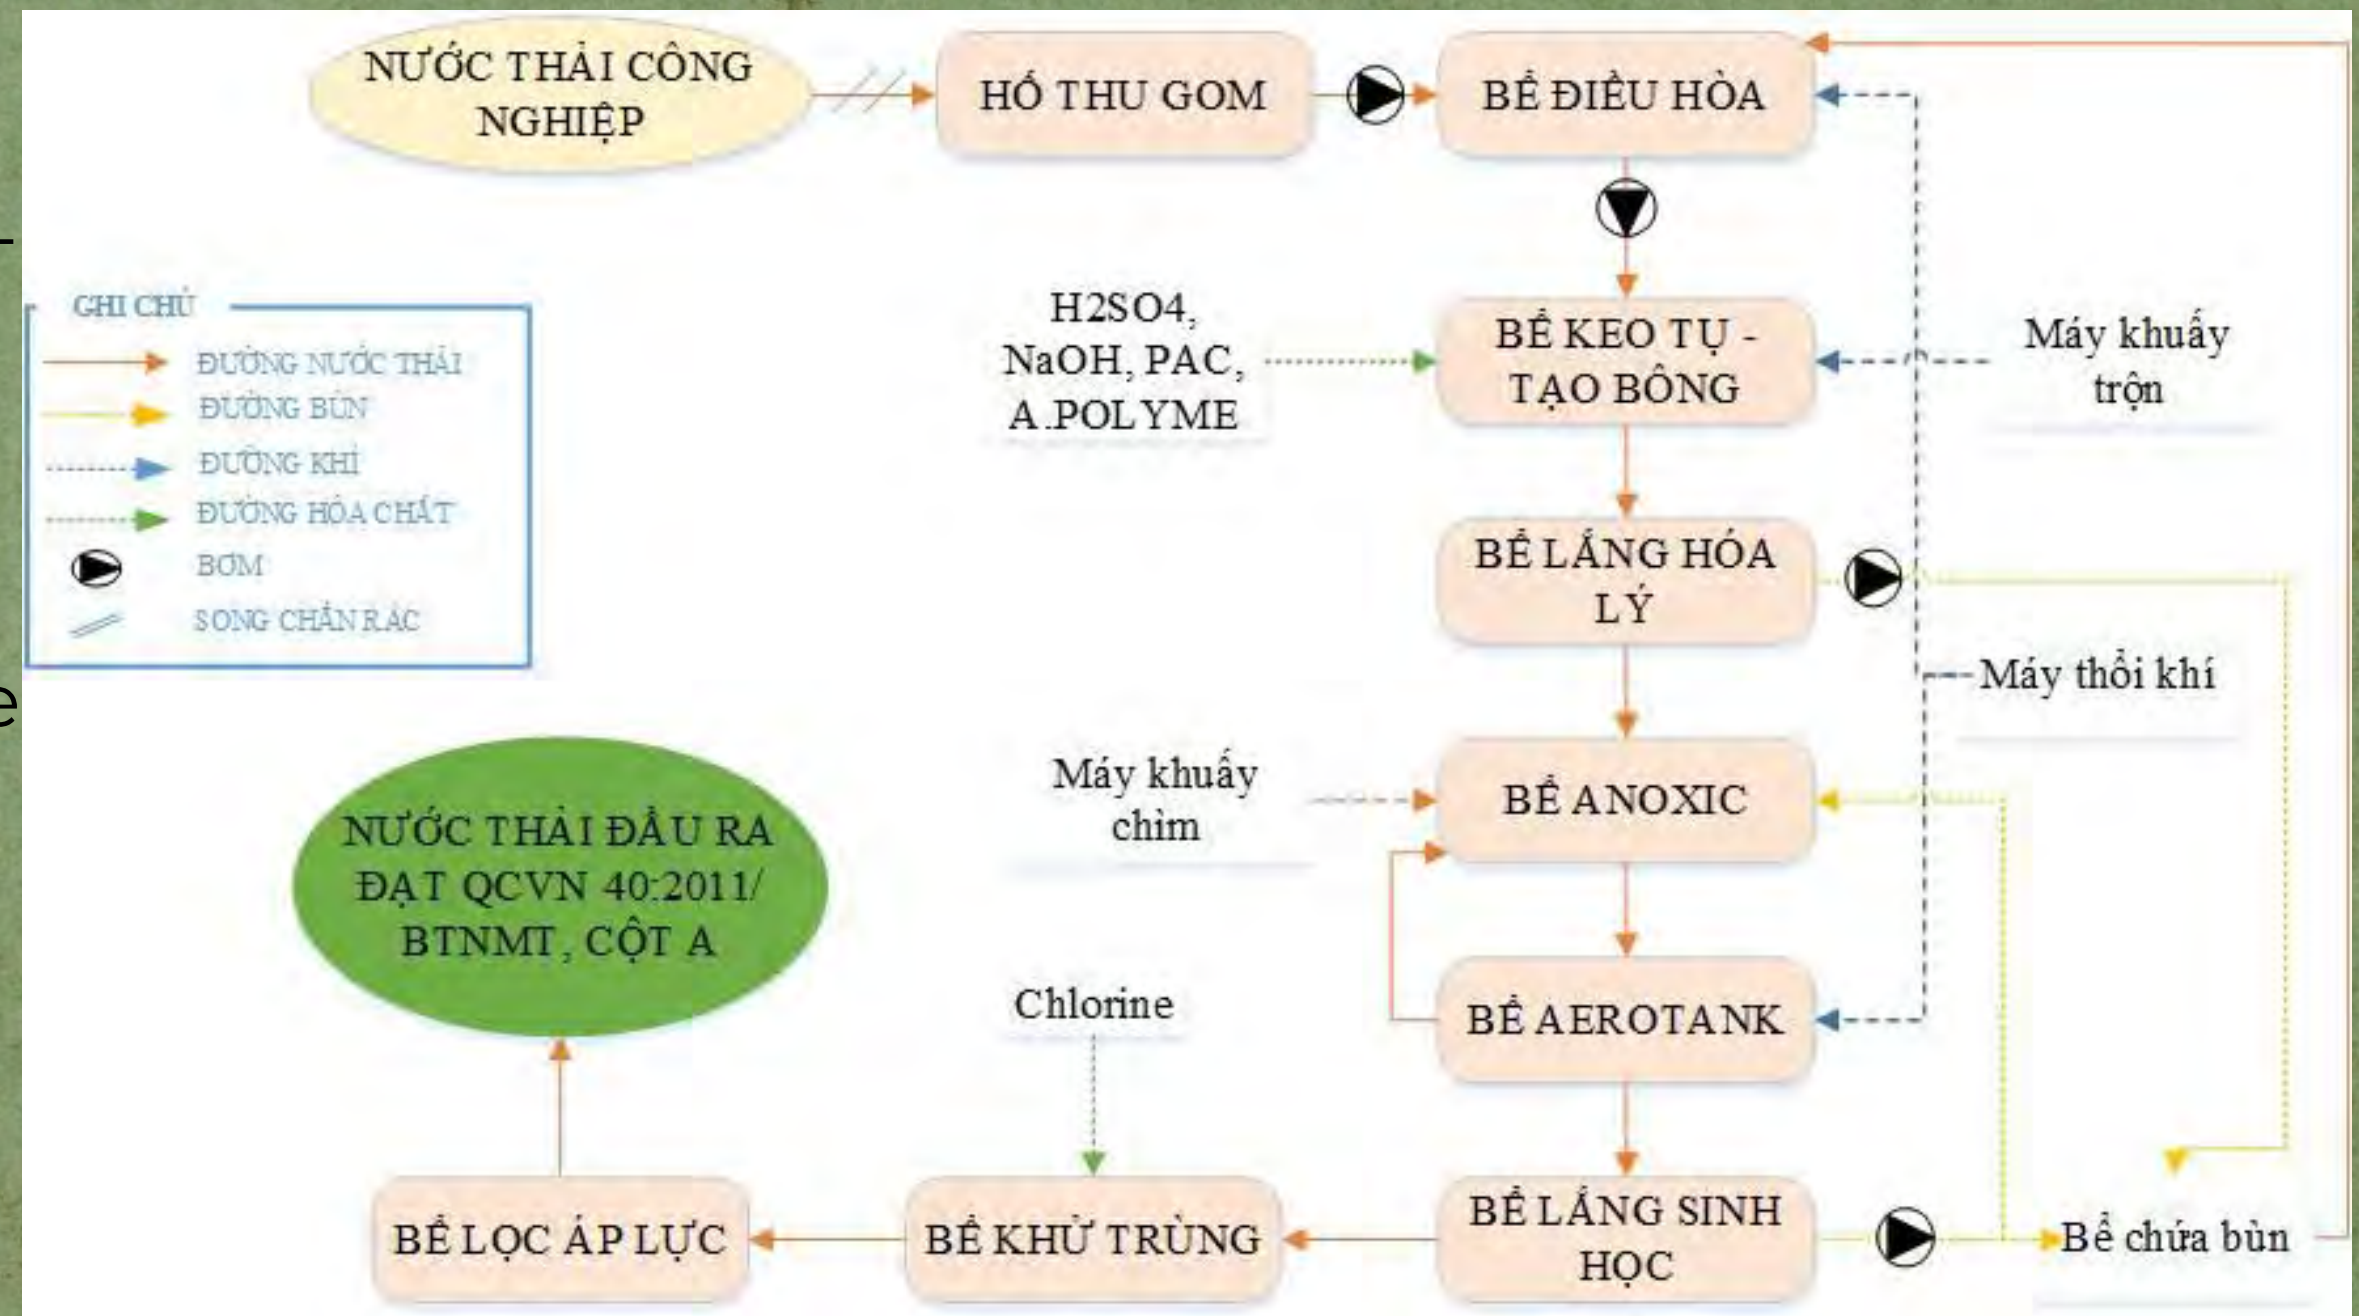 NƯỚC THẢI CÔNG
NGHIỆP
HỐ THU GOM
BỂ ĐIỀU HÒA
GHI CHÚ
ĐƯỜNG NƯỚC THẢI
ĐƯỜNG BÙN
ĐƯỜNG KHÍ
ĐƯỜNG HÓA CHẤT
BƠM
SONG CHẮN RÁC
H2SO4,
NaOH, PAC,
A.POLYME
BỂ KEO TỤ -
TẠO BÔNG
Máy khuấy
trộn
BỂ LẮNG HÓA
LÝ
Máy thổi khí
Máy khuấy
chìm
BỂ ANOXIC
NƯỚC THẢI ĐẦU RA
ĐẠT QCVN 40:2011/
BTNMT, CỘT A
Chlorine
BỂ AEROTANK
BỂ LỌC ÁP LỰC
BỂ KHỬ TRÙNG
BỂ LẮNG SINH
HỌC
Bể chứa bùn
e